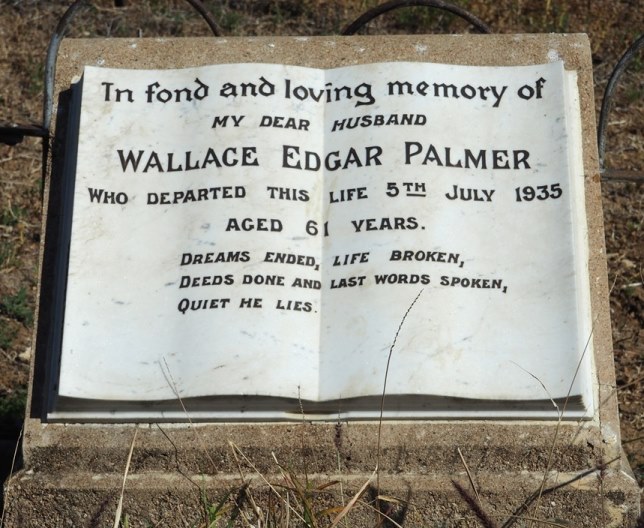 In fond and loving memory of
MY DEAR HUSBAND
WALLACE EDGAR PALMER
WHO DEPARTED THIS LIFE 5TH JULY 1935
AGED 61 YEARS.
DREAMS ENDED, LIFE BROKEN,
DEEDS DONE AND LAST WORDS SPOKEN,
QUIET HE LIES.